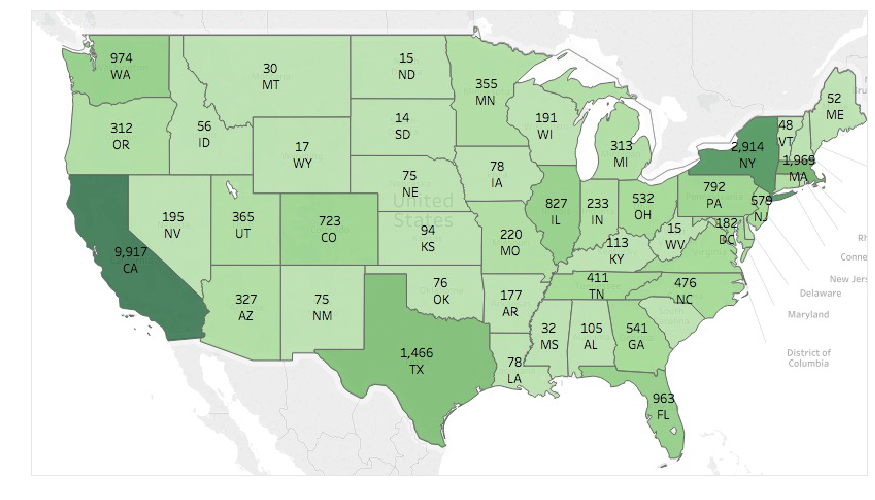 974
WA
30
MT
15
ND
355
MN
52
ME
48
VT
312
OR
56
ID
17
WY
14
SD
191
WI
313
MI
2,914
NY
1,969
MA
75
NE
78
IA
792
PA
579
NJ
9,917
CA
195
NV
365
UT
723
CO
United
States
94
KS
220
MO
827
IL
233
IN
532
OH
15
WV
182
DC
113
KY
327
AZ
75
NM
76
OK
177
AR
411
TN
476
NC
1,466
TX
78
LA
32
MS
105
AL
541
GA
963
FL
Rh
Conne
New Jers
Delaware
Maryland
District of
Columbia